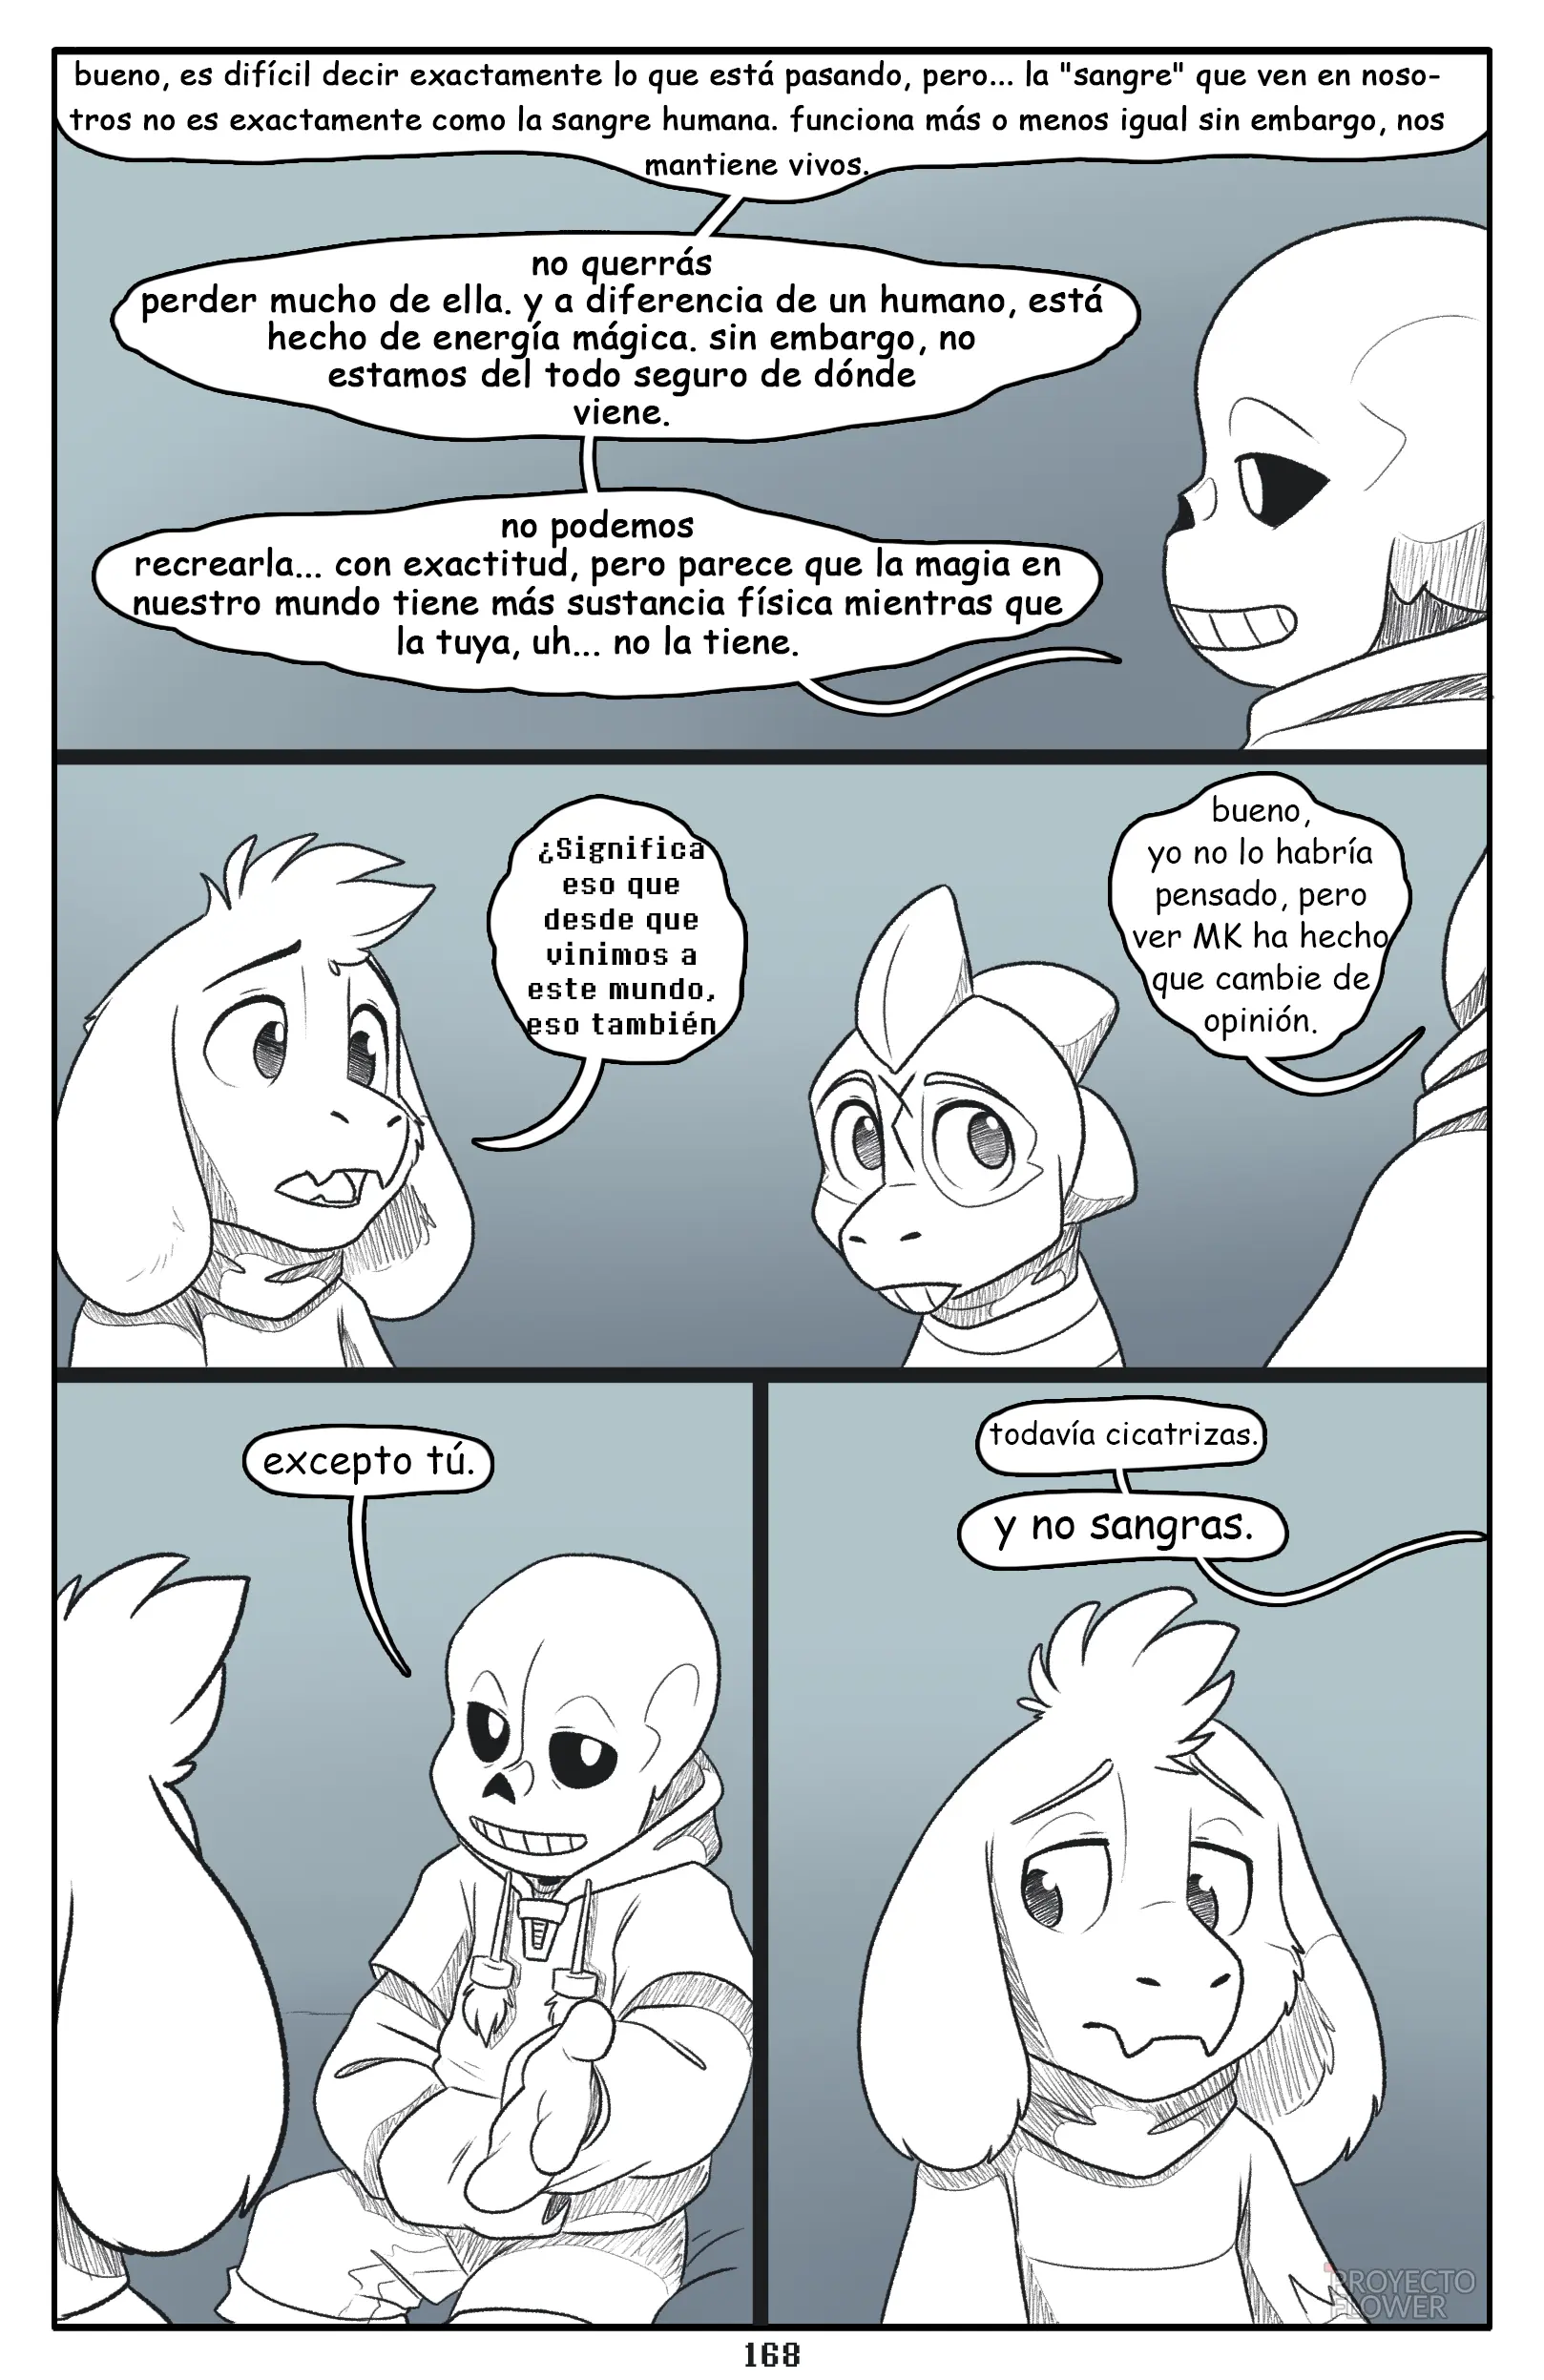 bueno, es difícil decir exactamente lo que está pasando, pero... la "sangre" que ven en noso-
tros no es exactamente como la sangre humana. funciona más o menos igual sin embargo, nos
mantiene vivos.
no querrás
perder mucho de ella. y a diferencia de un humano, está
hecho de energía mágica. sin embargo, no
estamos del todo seguro de dónde
viene.
no podemos
recrearla... con exactitud, pero parece que la magia en
nuestro mundo tiene más sustancia física mientras que
la tuya, uh... no la tiene.
¿Significa
eso que
desde que
vinimos a
este mundo,
eso también
bueno,
yo no lo habría
pensado, pero
ver MK ha hecho
que cambie de
opinión.
excepto tú.
todavía cicatrizas.
y no sangras.
PROYECTO
FLOWER
168